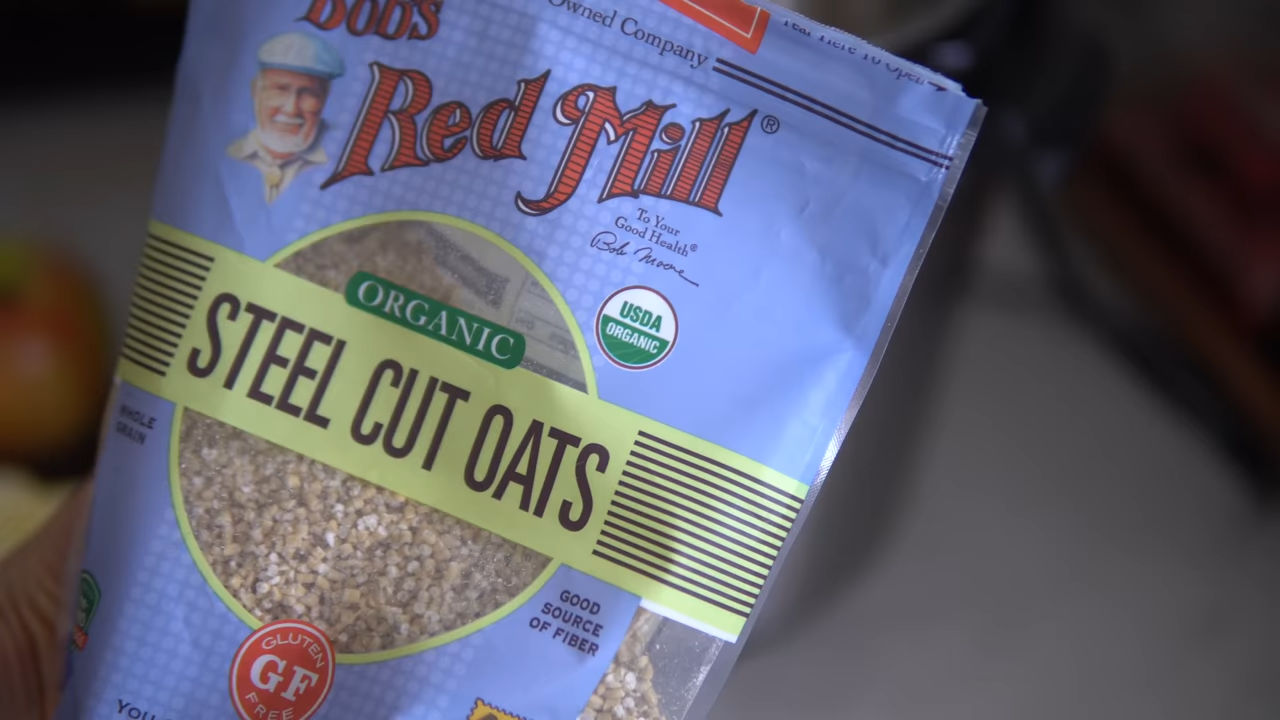 Bob's
Owned Company
Tear Here To Open
Red Mill®
To Your
Good Health®
Bob Moore
ORGANIC
USDA
ORGANIC
STEEL CUT OATS
WHOLE
GRAIN
GOOD
SOURCE
OF FIBER
GLUTEN
GF
FREE